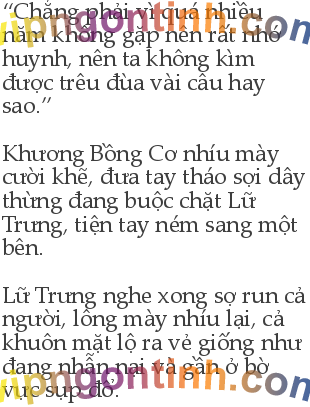 “Chẳng phải vì quá nhiều
năm không gặp nên rất nhớ
huynh, nên ta không kìm
được trêu đùa vài câu hay
sao.”
Khương Bồng Cơ nhíu mày
cười khẽ, đưa tay tháo sợi dây
thừng đang buộc chặt Lữ
Trưng, tiện tay ném sang một
bên.
Lữ Trưng nghe xong sợ run cả
người, lông mày nhíu lại, cả
khuôn mặt lộ ra vẻ giống như
đang nhẫn nại và gần ở bờ
vực sụp đổ.
vipngontinh.com
vipngontinh.com